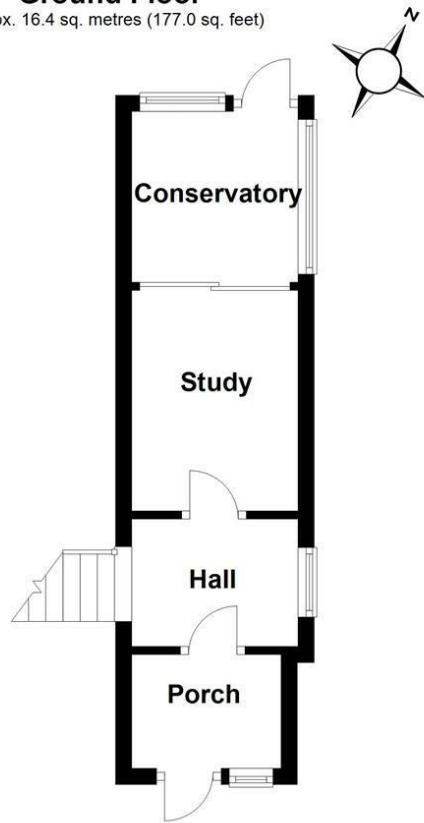 Ground Floor
ox. 16.4 sq. metres (177.0 sq. feet)
N
Conservatory
Study
Hall
Porch